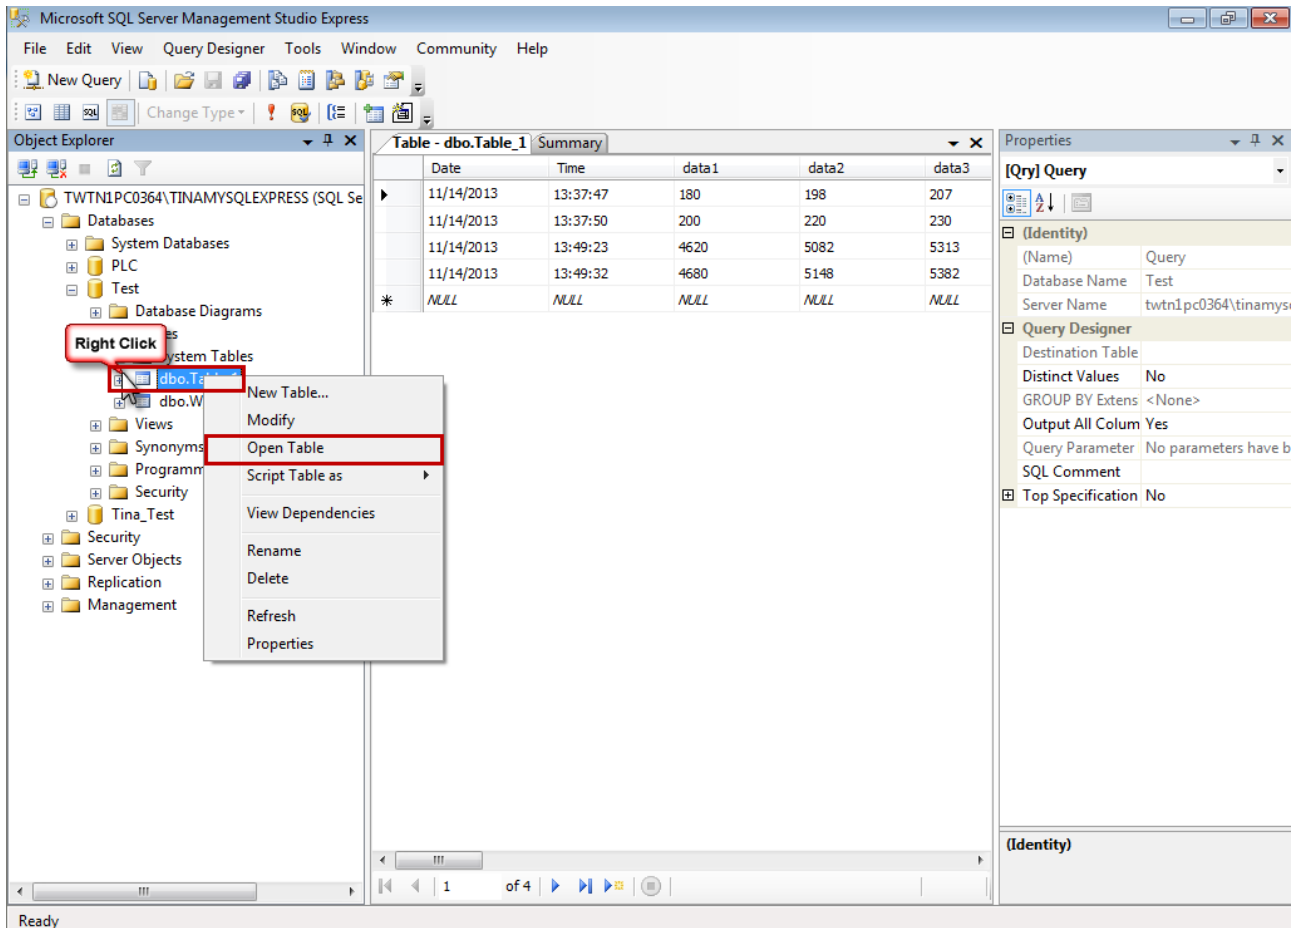 Microsoft SQL Server Management Studio Express
File Edit View Query Designer Tools Window Community Help
New Query
Change Type
Object Explorer
TWTN1PC0364\TINAMYSQLEXPRESS (SQL Se
Databases
System Databases
PLC
Test
Database Diagrams
es
Right Click
ystem Tables
dbo.Ta
dbo.W
Views
Synonyms
Programm
Security
Tina_Test
Security
Server Objects
Replication
Management
New Table...
Modify
Open Table
Script Table as
View Dependencies
Rename
Delete
Refresh
Properties
Table - dbo.Table_1 Summary
Date Time data1 data2 data3
11/14/2013 13:37:47 180 198 207
11/14/2013 13:37:50 200 220 230
11/14/2013 13:49:23 4620 5082 5313
11/14/2013 13:49:32 4680 5148 5382
NULL NULL NULL NULL NULL
1 of 4
Properties
[Qry] Query
(Identity)
(Name) Query
Database Name Test
Server Name twtn1pc0364\tinamys
Query Designer
Destination Table
Distinct Values No
GROUP BY Extens <None>
Output All Colum Yes
Query Parameter No parameters have b
SQL Comment
Top Specification No
(Identity)
Ready